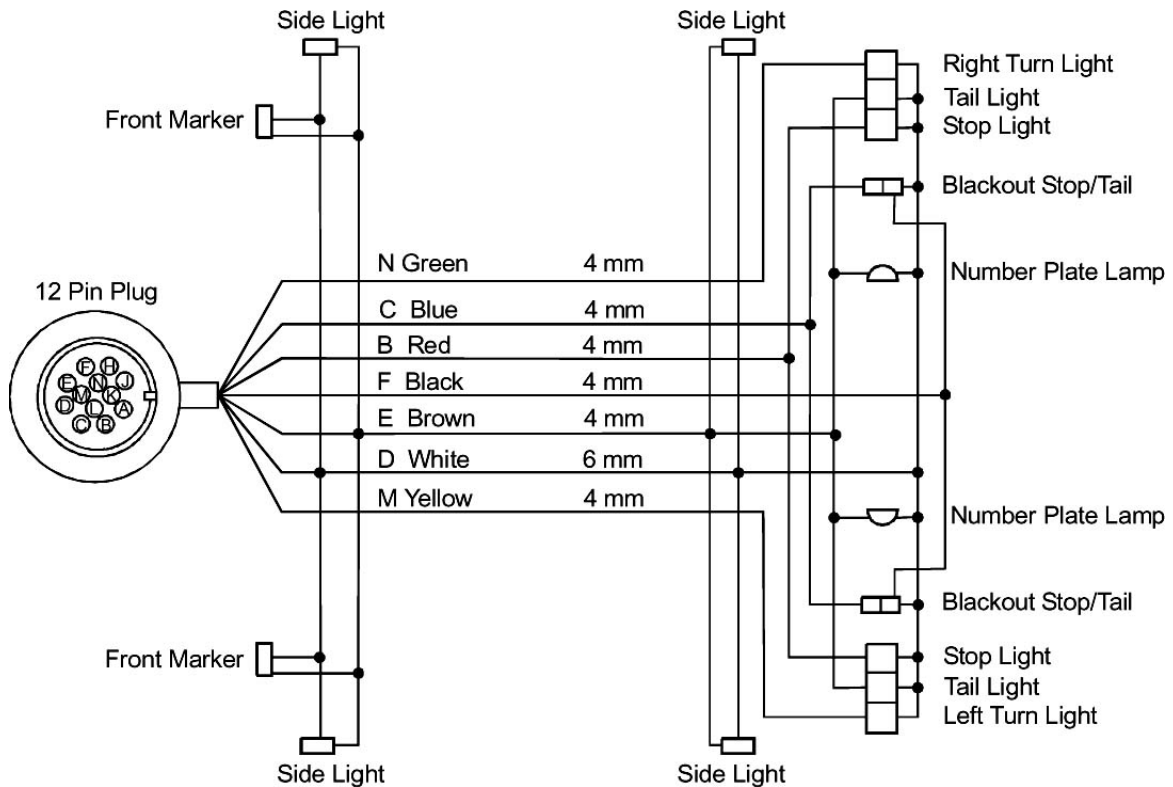 Side Light
Side Light
Right Turn Light
Tail Light
Front Marker
Stop Light
Blackout Stop/Tail
N Green 4 mm
Number Plate Lamp
12 Pin Plug
C Blue 4 mm
B Red 4 mm
F H
E N J
M K
D L A
C B
F Black 4 mm
E Brown 4 mm
D White 6 mm
M Yellow 4 mm
Number Plate Lamp
Blackout Stop/Tail
Front Marker
Stop Light
Tail Light
Left Turn Light
Side Light
Side Light